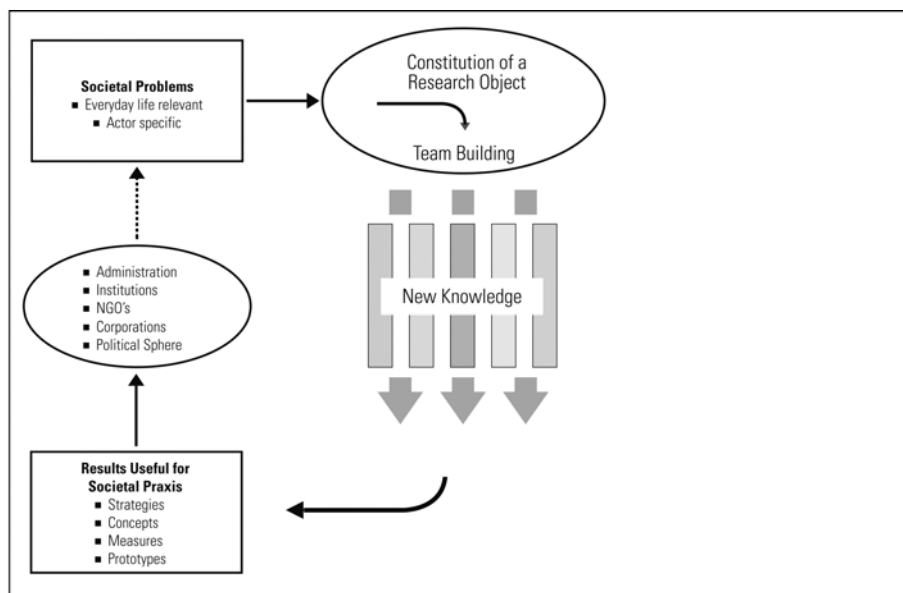 Societal Problems
■ Everyday life relevant
■ Actor specific
Constitution of a
Research Object
Team Building
New Knowledge
■ Administration
■ Institutions
■ NGO's
■ Corporations
■ Political Sphere
Results Useful for
Societal Praxis
■ Strategies
■ Concepts
■ Measures
■ Prototypes